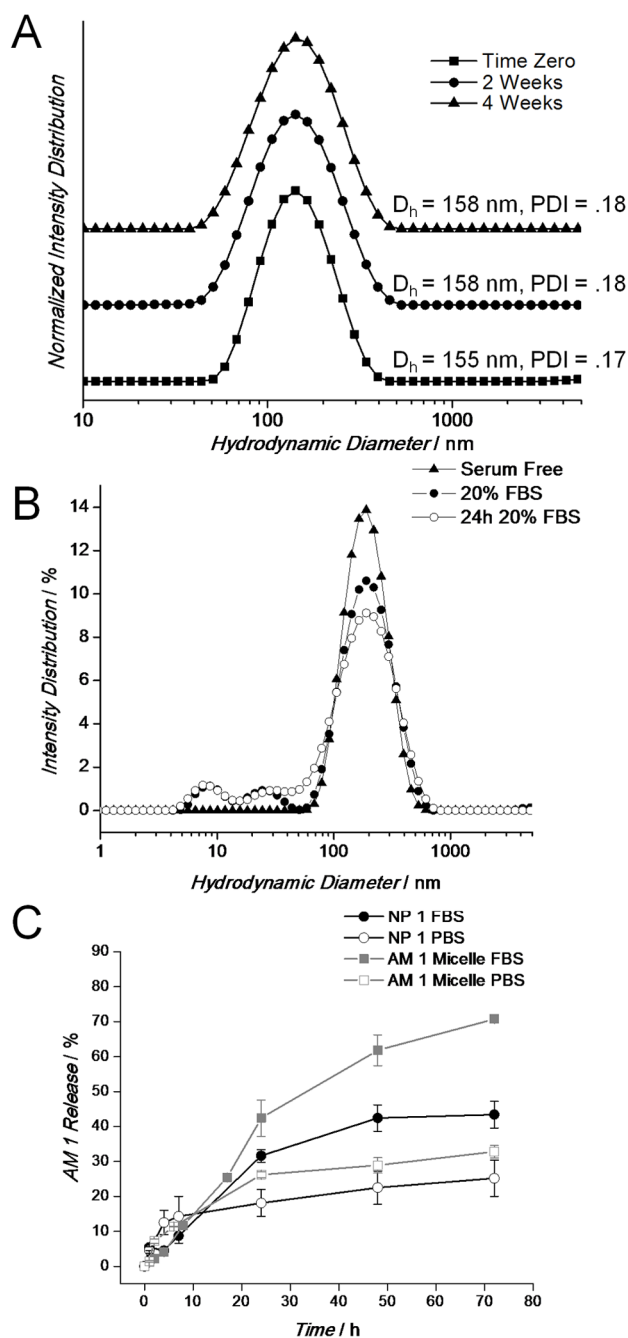 A
Time Zero
2 Weeks
4 Weeks
Normalized Intensity Distribution
Dh = 158 nm, PDI = .18
Dh = 158 nm, PDI = .18
Dh = 155 nm, PDI = .17
10 100 1000
Hydrodynamic Diameter / nm
B
Serum Free
20% FBS
24h 20% FBS
Intensity Distribution / %
14
12
10
8
6
4
2
0
1 10 100 1000
Hydrodynamic Diameter / nm
C
NP 1 FBS
NP 1 PBS
AM 1 Micelle FBS
AM 1 Micelle PBS
AM 1 Release / %
90
80
70
60
50
40
30
20
10
0
0 10 20 30 40 50 60 70 80
Time / h